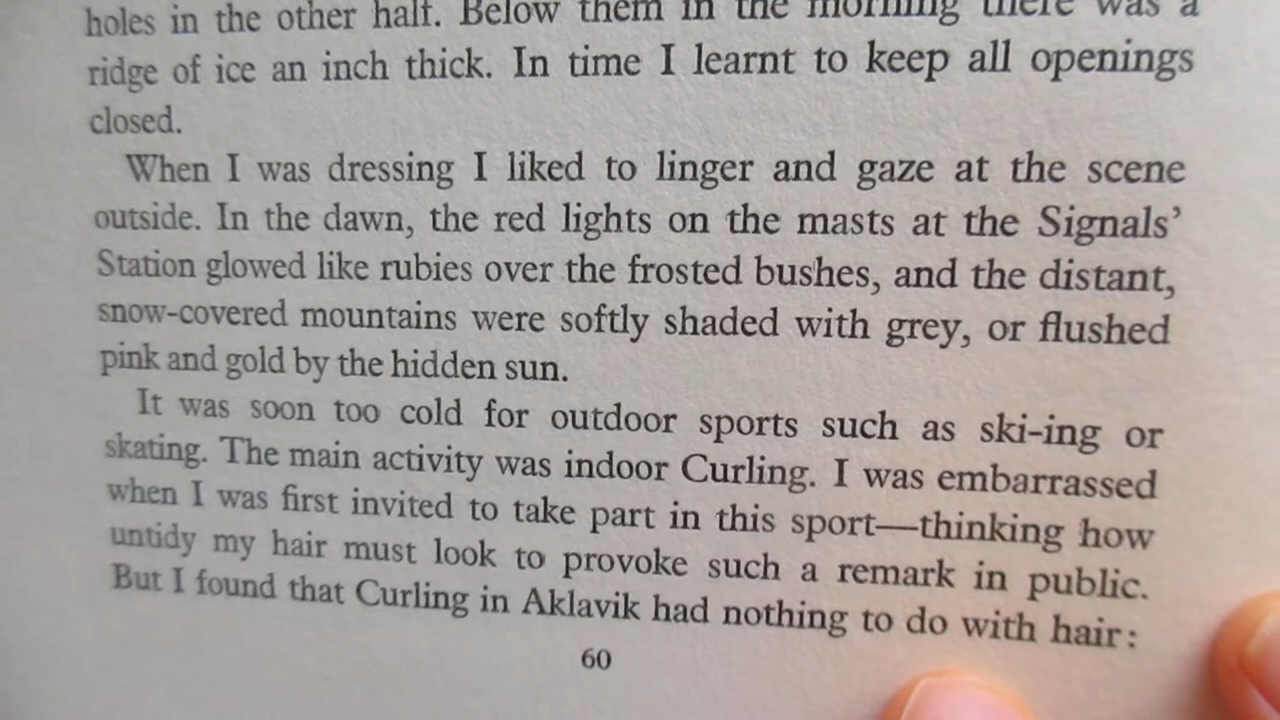 holes in the other half. Below them in the morning there was a
ridge of ice an inch thick. In time I learnt to keep all openings
closed.
When I was dressing I liked to linger and gaze at the scene
outside. In the dawn, the red lights on the masts at the Signals’
Station glowed like rubies over the frosted bushes, and the distant,
snow-covered mountains were softly shaded with grey, or flushed
pink and gold by the hidden sun.
It was soon too cold for outdoor sports such as ski-ing or
skating. The main activity was indoor Curling. I was embarrassed
when I was first invited to take part in this sport—thinking how
untidy my hair must look to provoke such a remark in public.
But I found that Curling in Aklavik had nothing to do with hair:
60